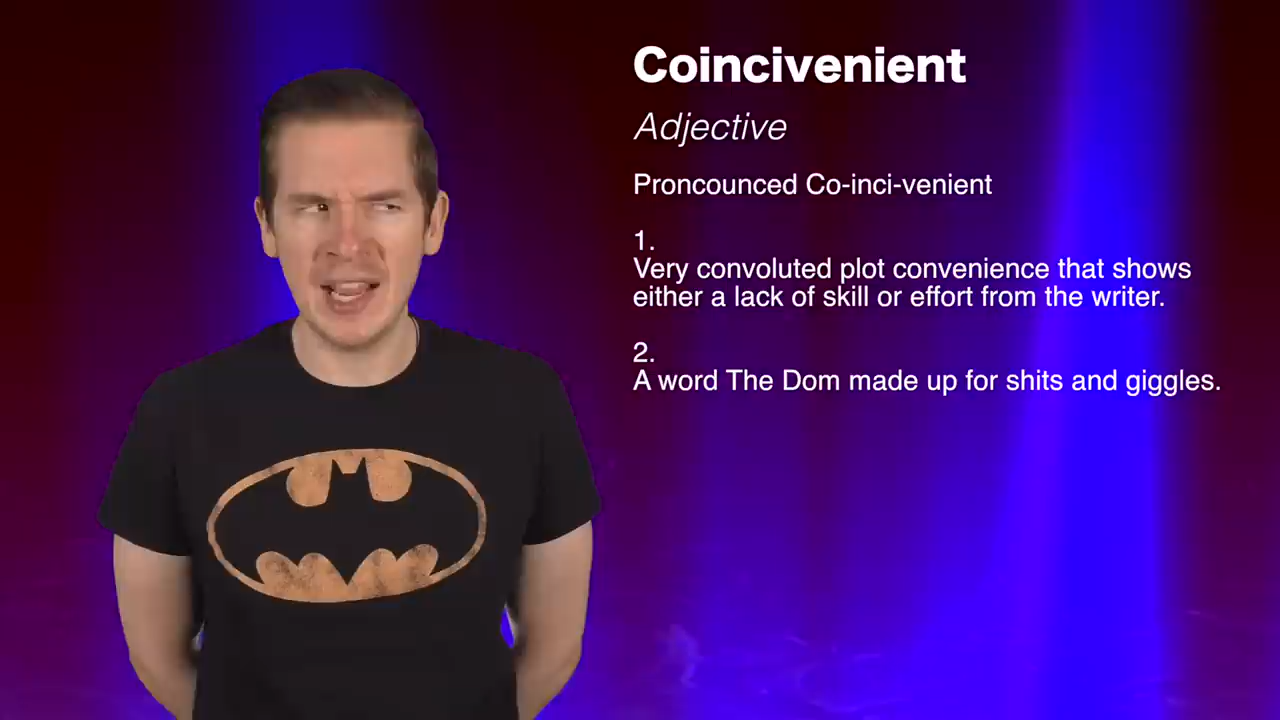 Coincivenient
Adjective
Proncounced Co-inci-venient
1.
Very convoluted plot convenience that shows
either a lack of skill or effort from the writer.
2.
A word The Dom made up for shits and giggles.